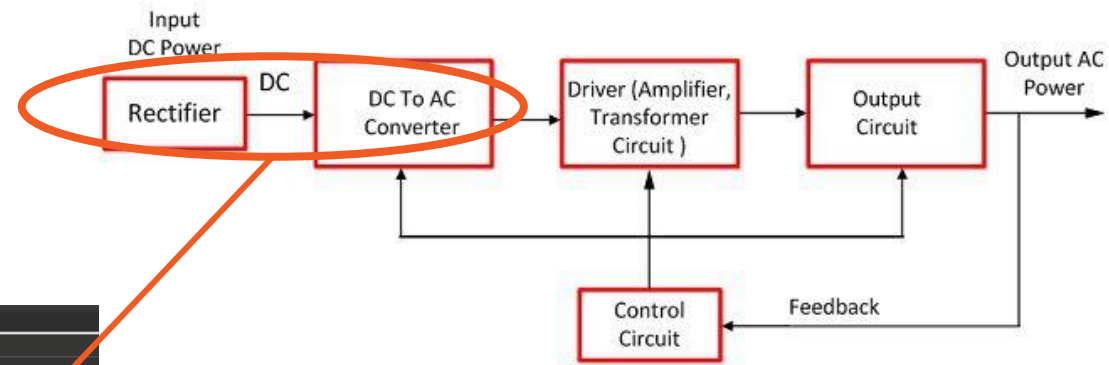 Input
DC Power
Rectifier
DC
DC To AC
Converter
Driver (Amplifier,
Transformer
Circuit )
Output
Circuit
Output AC
Power
Control
Circuit
Feedback